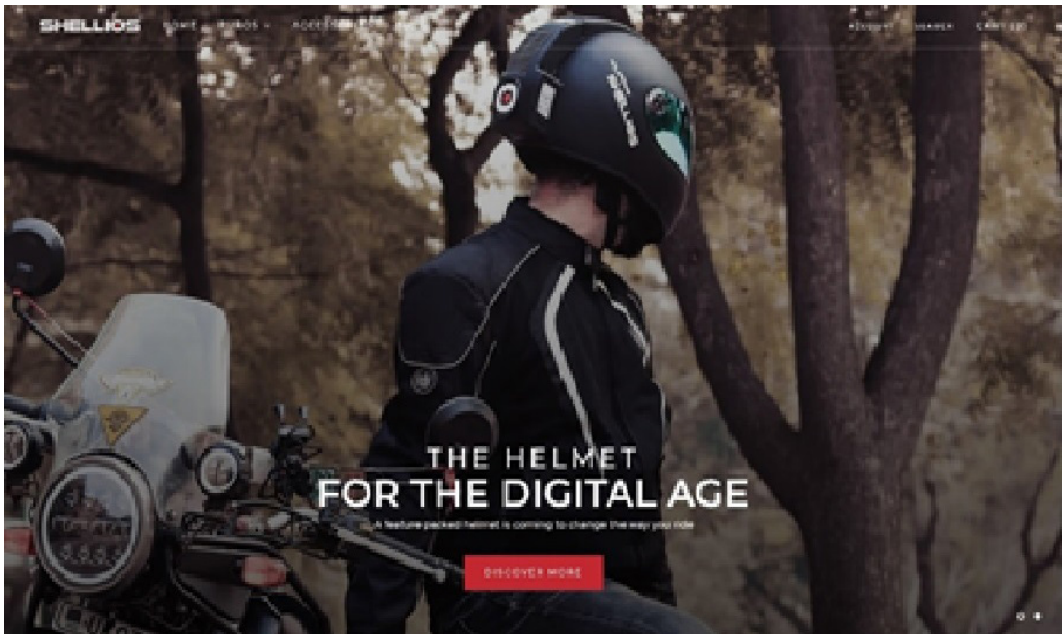 SHELLIOS HOME PUROS
THE HELMET
FOR THE DIGITAL AGE
A feature packed helmet is coming to change the way you ride
DISCOVER MORE